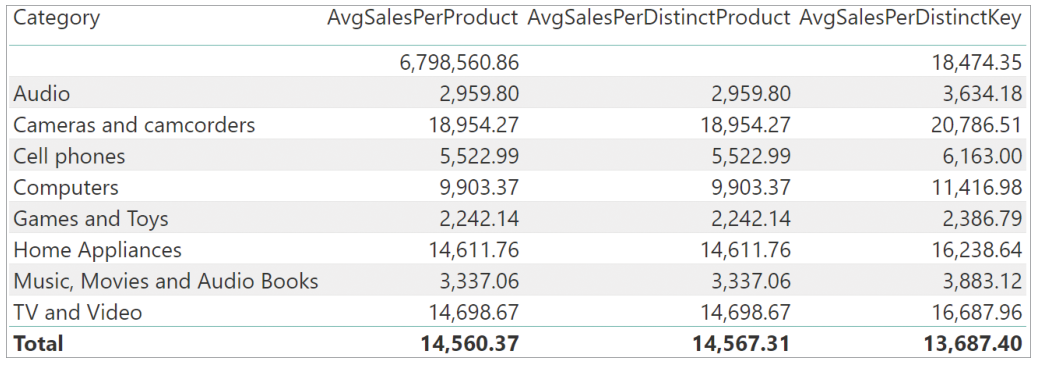 Category AvgSalesPerProduct AvgSalesPerDistinctProduct AvgSalesPerDistinctKey
6,798,560.86 18,474.35
Audio 2,959.80 2,959.80 3,634.18
Cameras and camcorders 18,954.27 18,954.27 20,786.51
Cell phones 5,522.99 5,522.99 6,163.00
Computers 9,903.37 9,903.37 11,416.98
Games and Toys 2,242.14 2,242.14 2,386.79
Home Appliances 14,611.76 14,611.76 16,238.64
Music, Movies and Audio Books 3,337.06 3,337.06 3,883.12
TV and Video 14,698.67 14,698.67 16,687.96
Total 14,560.37 14,567.31 13,687.40